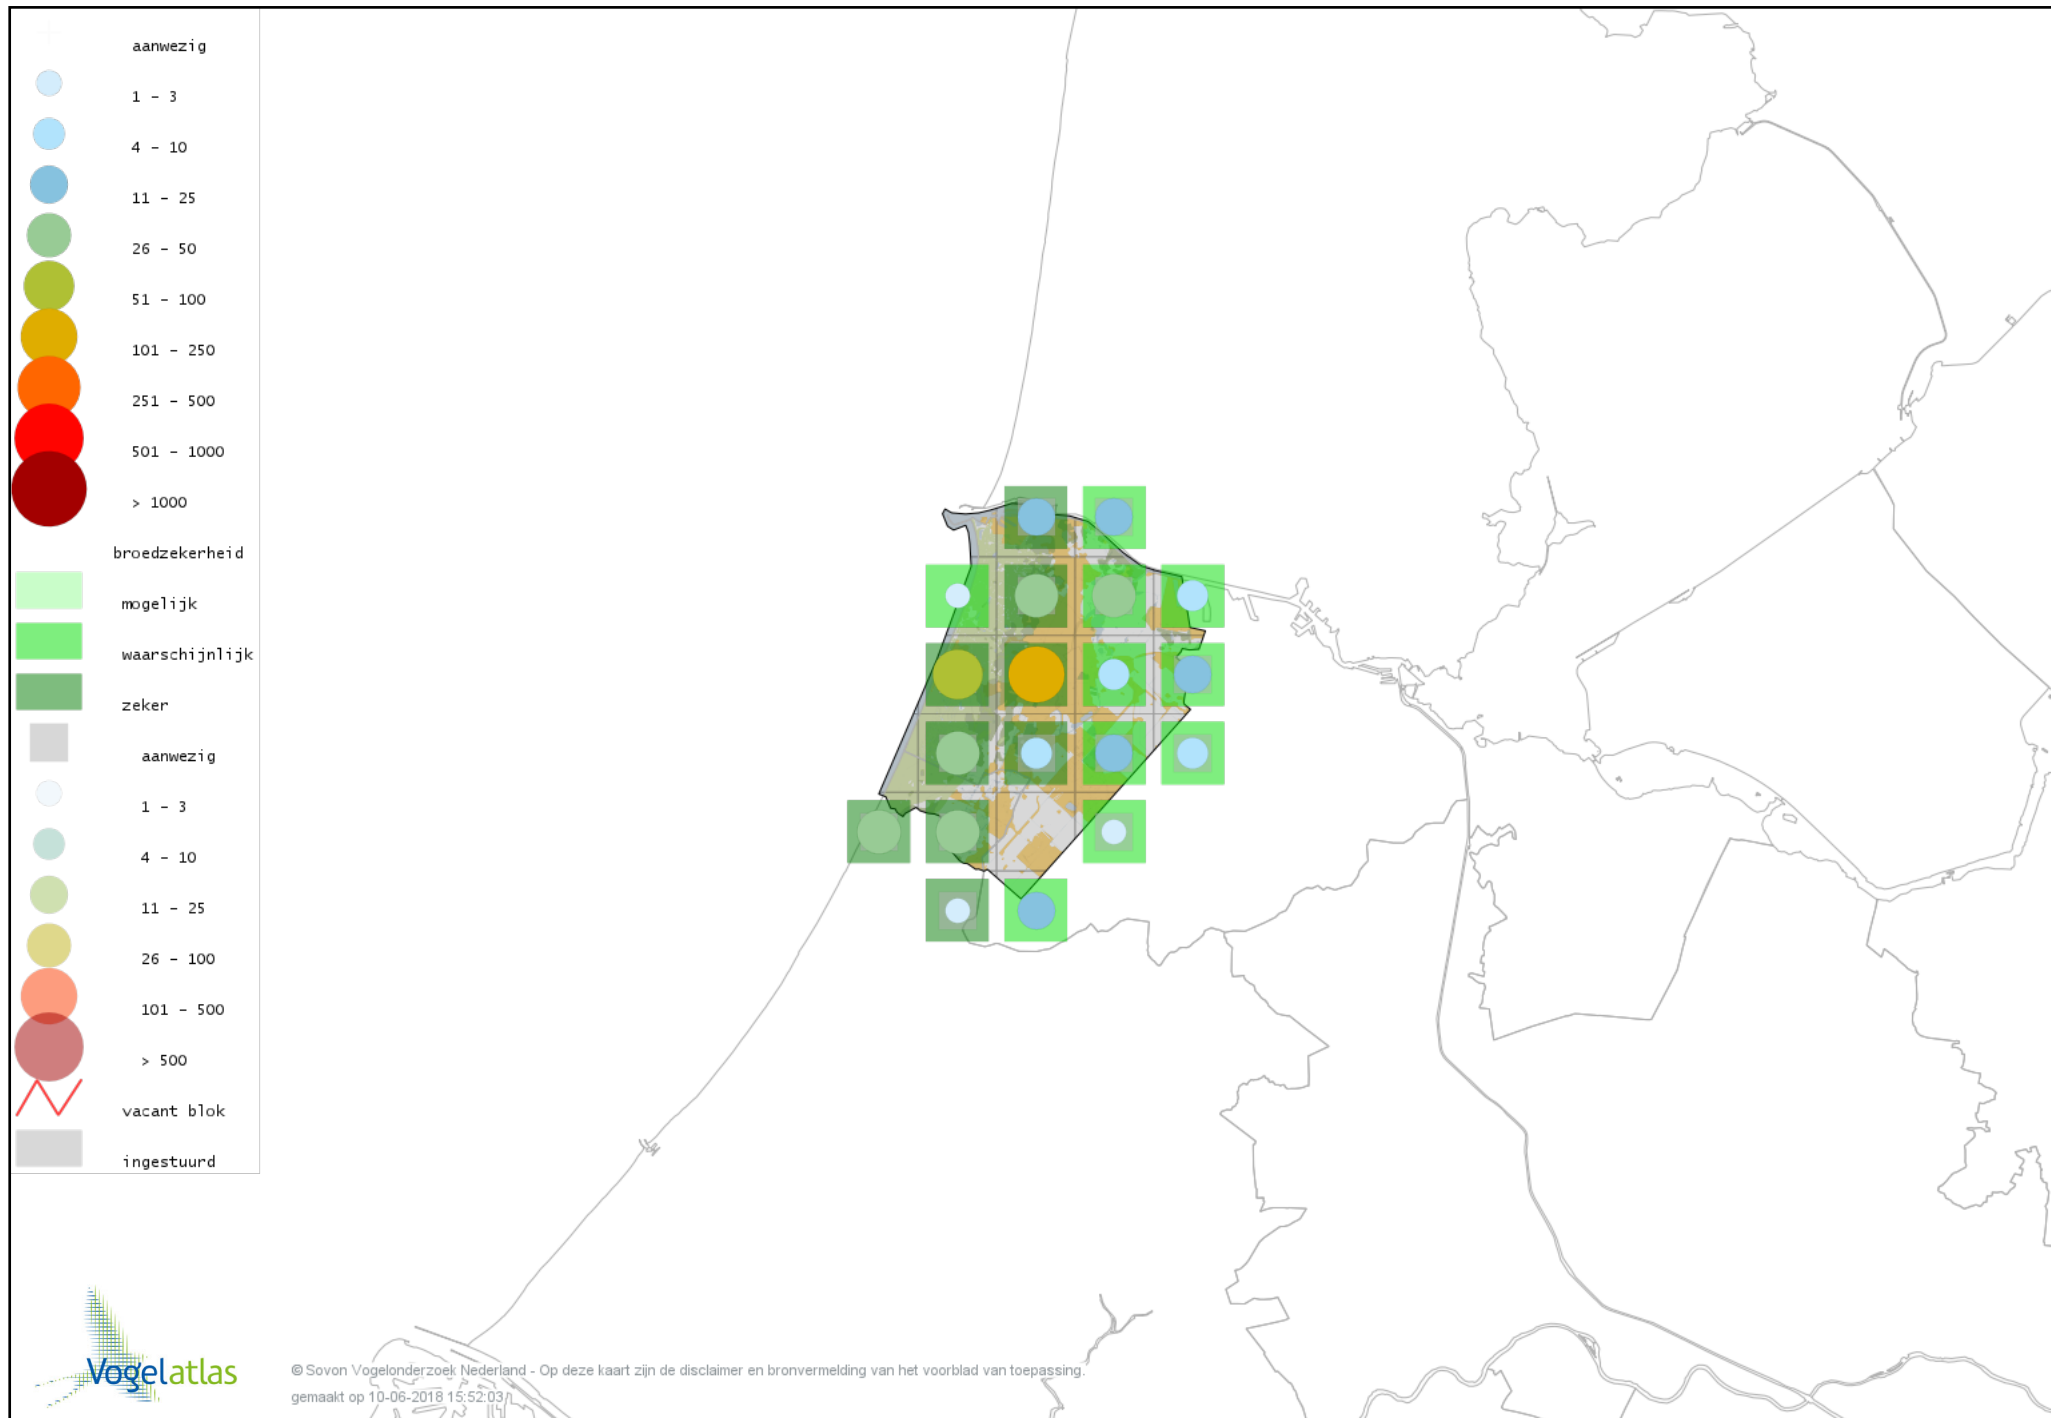 aanwezig
1 - 3
4 - 10
11 - 25
26 - 50
51 - 100
101 - 250
251 - 500
501 - 1000
> 1000
broedzekerheid
mogelijk
waarschijnlijk
zeker
aanwezig
1 - 3
4 - 10
11 - 25
26 - 100
101 - 500
> 500
vacant blok
ingestuurd
Vogelatlas
© Sovon Vogelonderzoek Nederland - Op deze kaart zijn de disclaimer en bronvermelding van het voorblad van toepassing.
gemaakt op 10-06-2018 15:52:03